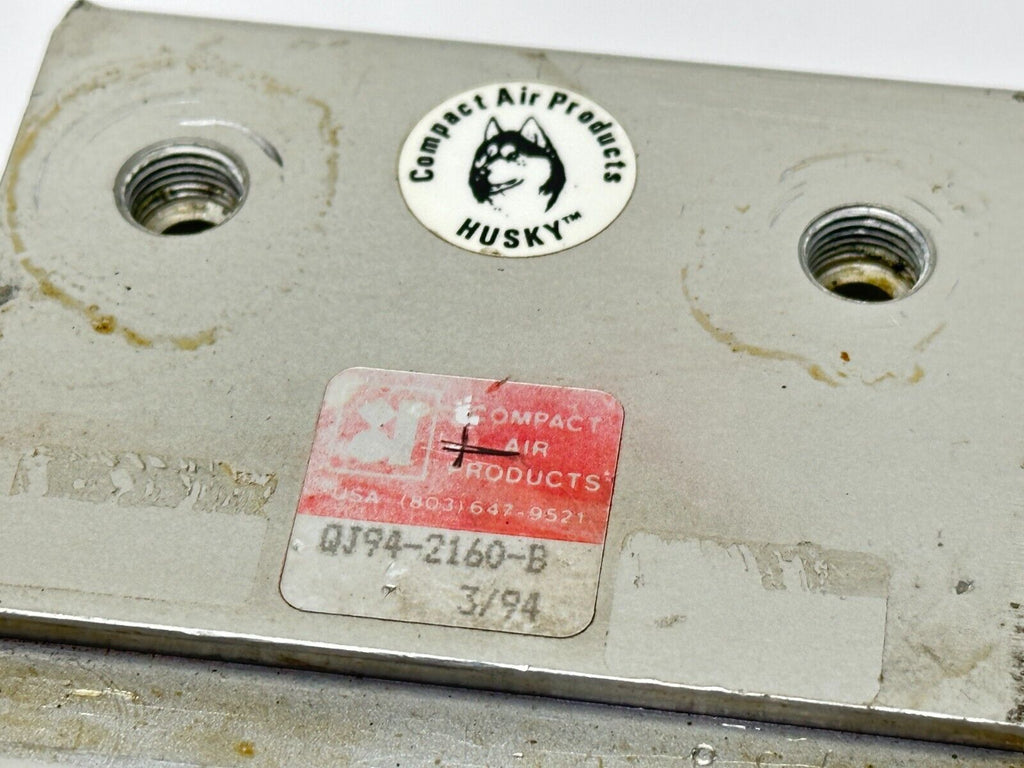 Compact Air Products
HUSKY™
COMPACT
AIR
PRODUCTS
USA (803)647-9521
QJ94-2160-B
3/94